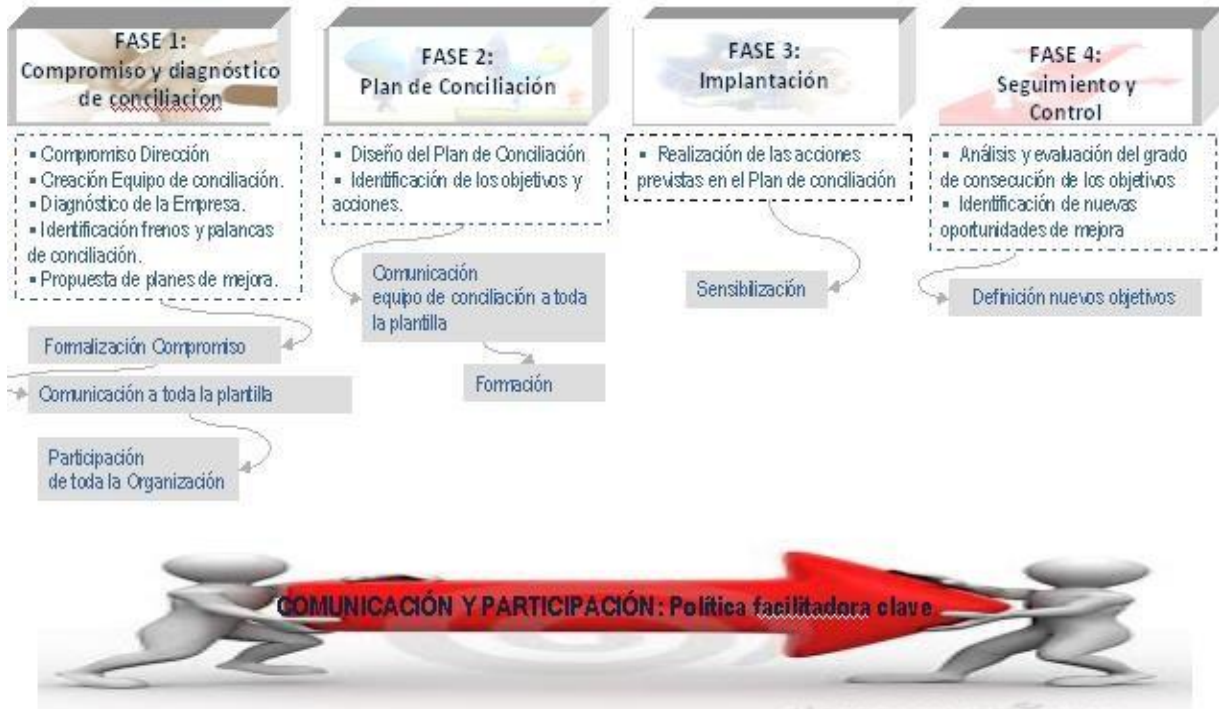 FASE 1:
Compromiso y diagnóstico
de conciliacion
▪ Compromiso Dirección
▪ Creación Equipo de conciliación.
▪ Diagnóstico de la Empresa.
▪ Identificación frenos y palancas
de conciliación.
▪ Propuesta de planes de mejora.
Formalización Compromiso
Comunicación a toda la plantilla
Participación
de toda la Organización
FASE 2:
Plan de Conciliación
▪ Diseño del Plan de Conciliación
▪ Identificación de los objetivos y
acciones.
Comunicación
equipo de conciliación a toda
la plantilla
Formación
FASE 3:
Implantación
▪ Realización de las acciones
previstas en el Plan de conciliación
Sensibilización
FASE 4:
Seguimiento y
Control
▪ Análisis y evaluación del grado
de consecución de los objetivos
▪ Identificación de nuevas
oportunidades de mejora
Definición nuevos objetivos
COMUNICACIÓN Y PARTICIPACIÓN: Política facilitadora clave